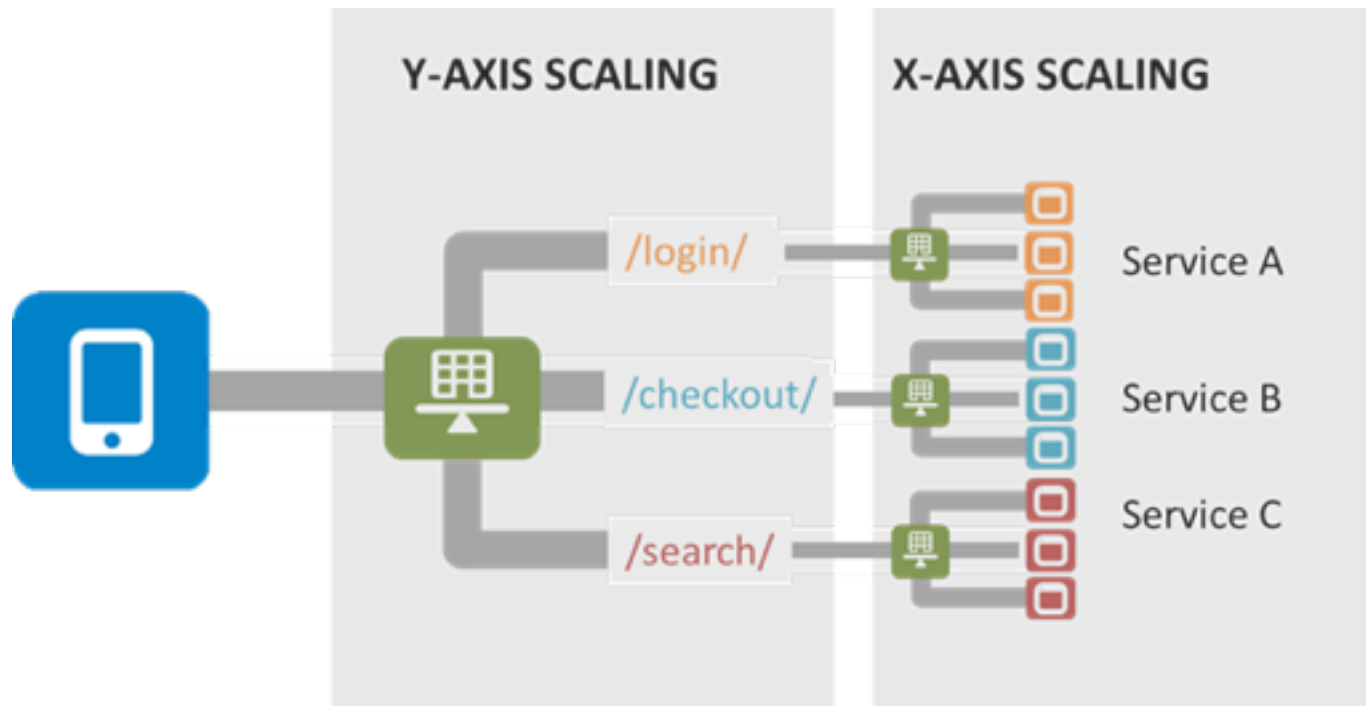 Y-AXIS SCALING
X-AXIS SCALING
/login/
Service A
/checkout/
Service B
/search/
Service C